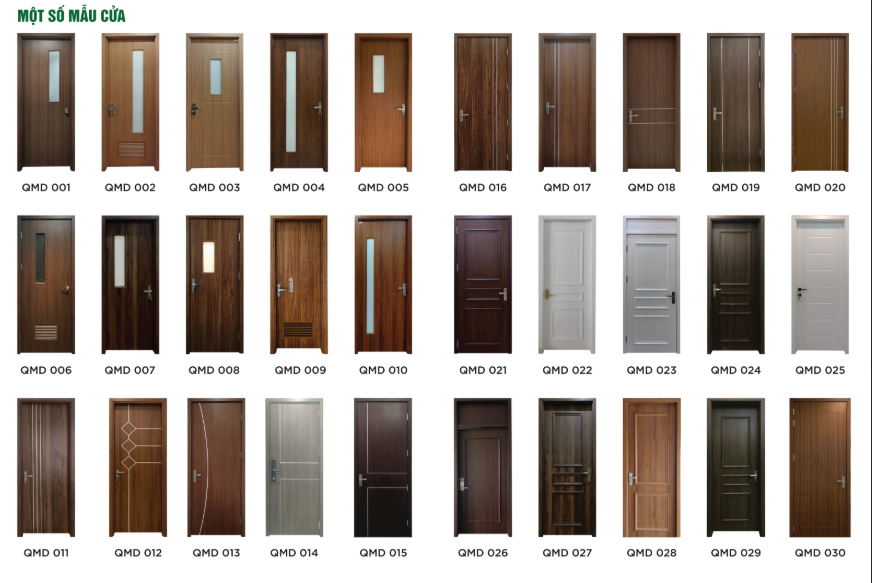 MỘT SỐ MẪU CỬA
QMD 001 QMD 002 QMD 003 QMD 004 QMD 005 QMD 016 QMD 017 QMD 018 QMD 019 QMD 020
QMD 006 QMD 007 QMD 008 QMD 009 QMD 010 QMD 021 QMD 022 QMD 023 QMD 024 QMD 025
QMD 011 QMD 012 QMD 013 QMD 014 QMD 015 QMD 026 QMD 027 QMD 028 QMD 029 QMD 030